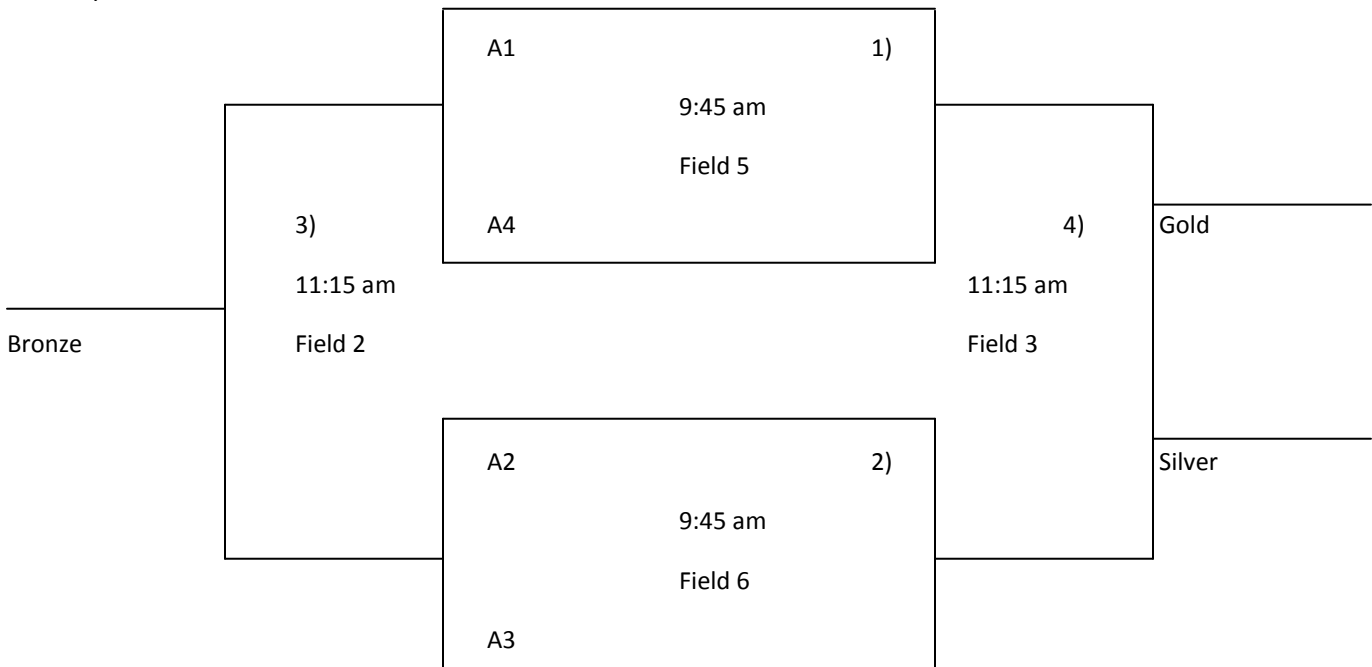 A1 1)
9:45 am
Field 5
3) A4 4) Gold
11:15 am 11:15 am
Bronze Field 2 Field 3
A2 2) Silver
9:45 am
Field 6
A3